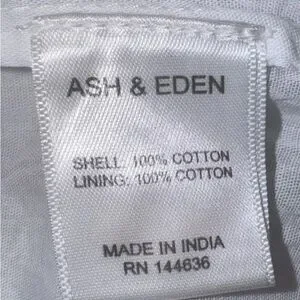 ASH & EDEN
SHELL: 100% COTTON
LINING: 100% COTTON
MADE IN INDIA
RN 144636